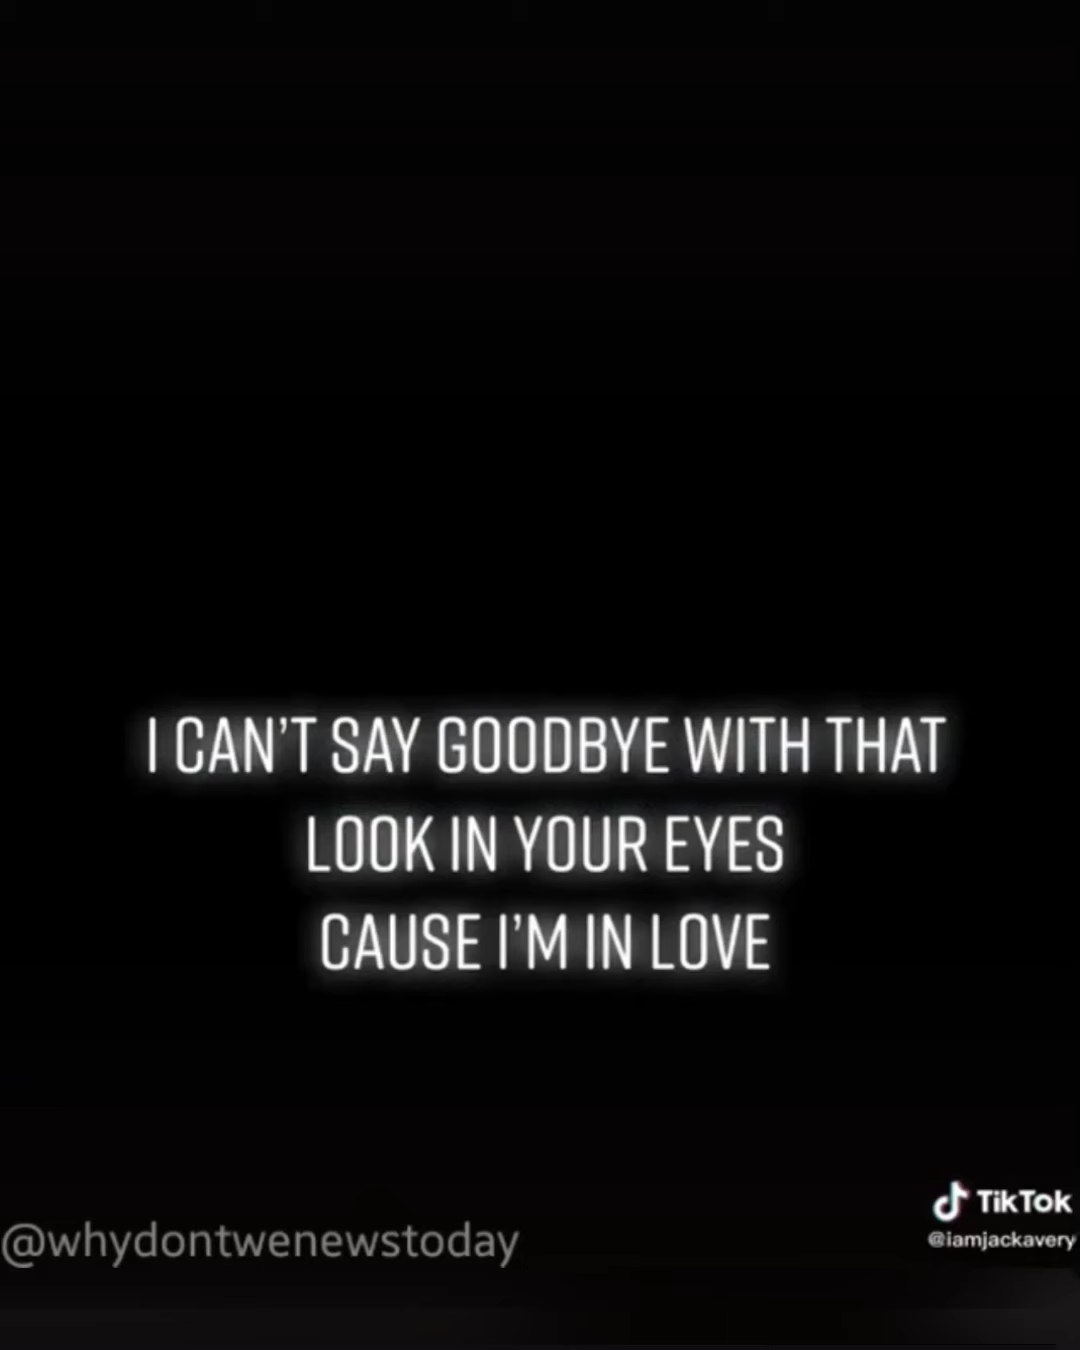 I CAN'T SAY GOODBYE WITH THAT
LOOK IN YOUR EYES
CAUSE I'M IN LOVE
TikTok
@whydontwenewstoday
@iamjackavery